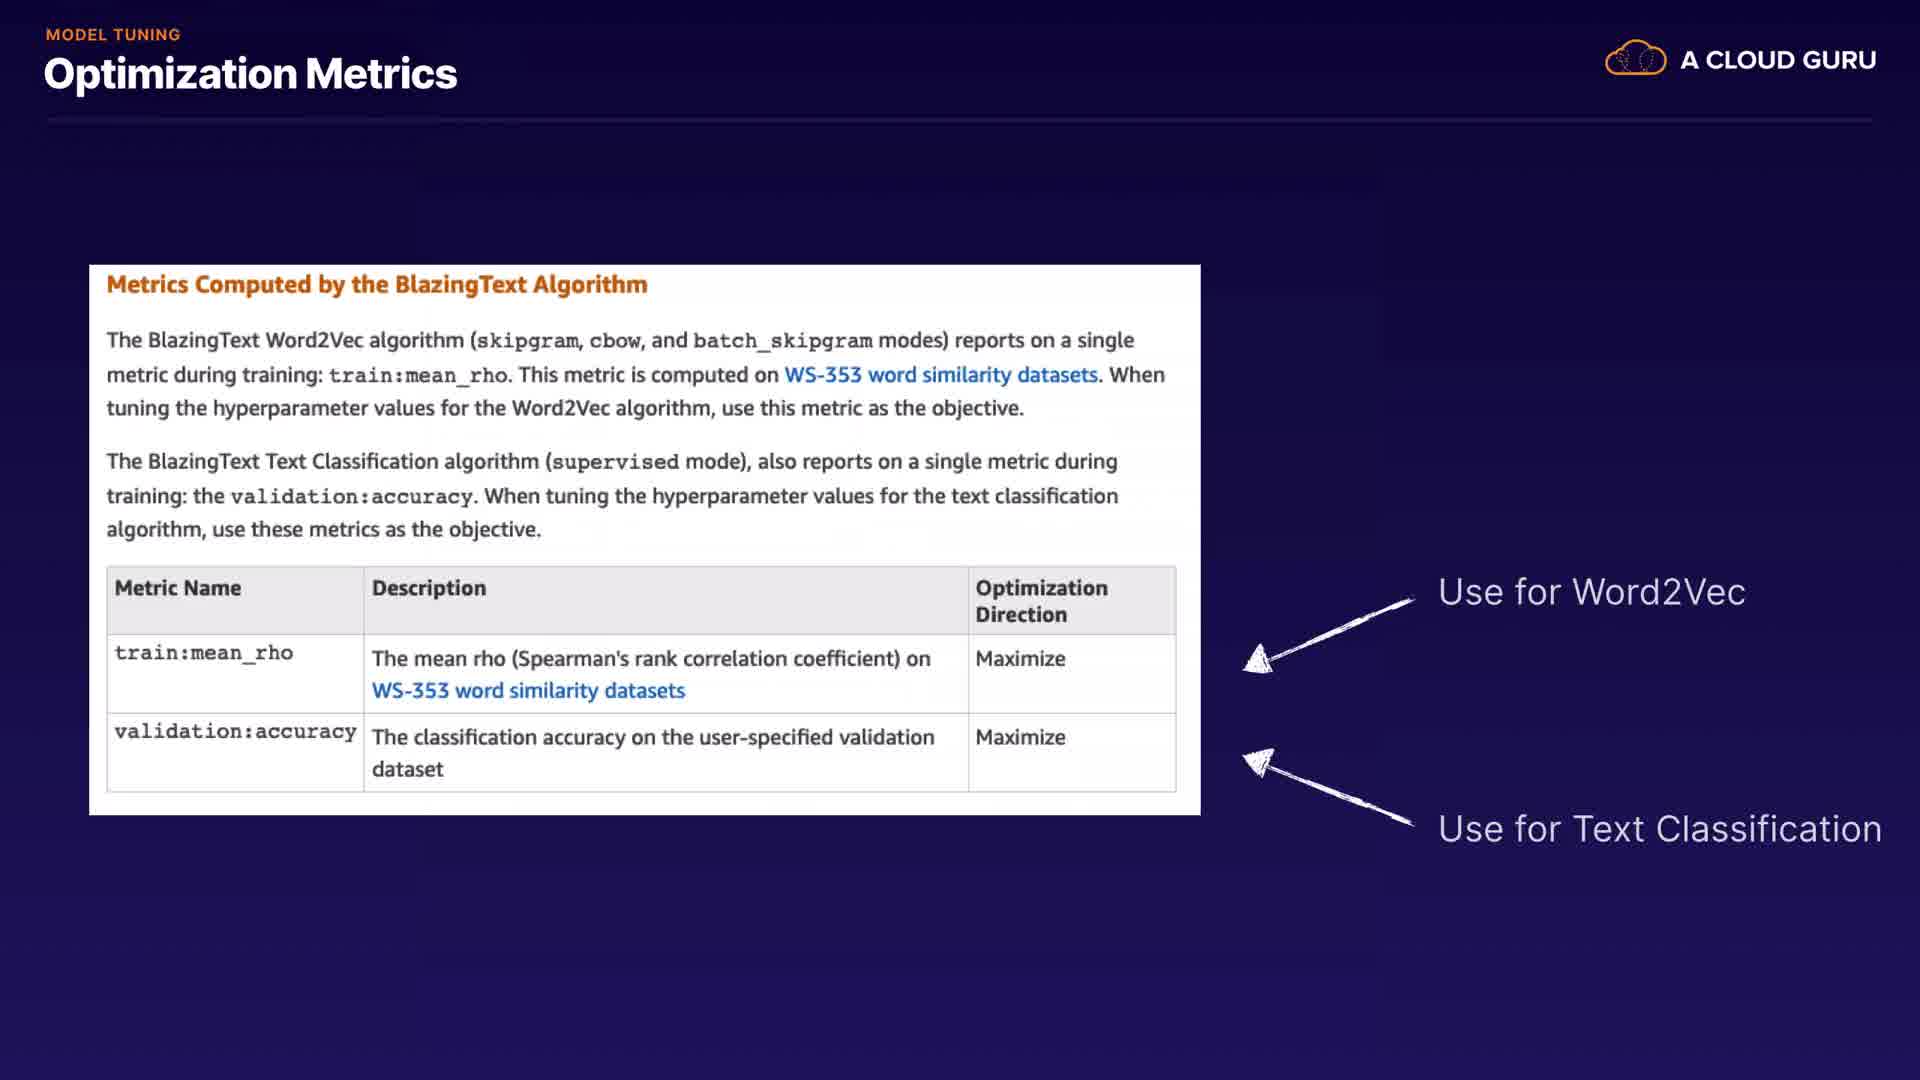 MODEL TUNING
Optimization Metrics
A CLOUD GURU
Metrics Computed by the BlazingText Algorithm
The BlazingText Word2Vec algorithm (skipgram, cbow, and batch_skipgram modes) reports on a single
metric during training: train:mean_rho. This metric is computed on WS-353 word similarity datasets. When
tuning the hyperparameter values for the Word2Vec algorithm, use this metric as the objective.
The BlazingText Text Classification algorithm (supervised mode), also reports on a single metric during
training: the validation:accuracy. When tuning the hyperparameter values for the text classification
algorithm, use these metrics as the objective.
Metric Name Description Optimization
Direction
train:mean_rho The mean rho (Spearman's rank correlation coefficient) on Maximize
WS-353 word similarity datasets
validation:accuracy The classification accuracy on the user-specified validation Maximize
dataset
Use for Word2Vec
Use for Text Classification